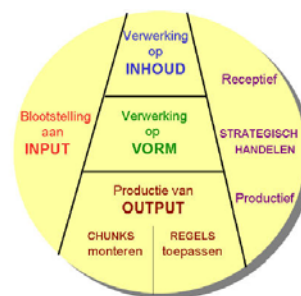 Verwerking
op
INHOUD
Blootstelling
aan
INPUT
Verwerking
op
VORM
Productie van
OUTPUT
CHUNKS
monteren
REGELS
toepassen
Receptief
STRATEGISCH
HANDELEN
Productief